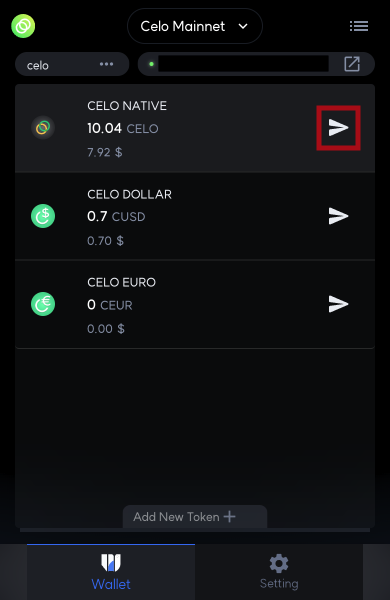 Celo Mainnet
celo
CELO NATIVE
10.04 CELO
7.92 $
CELO DOLLAR
0.7 CUSD
0.70 $
CELO EURO
0 CEUR
0.00 $
Add New Token +
Wallet
Setting